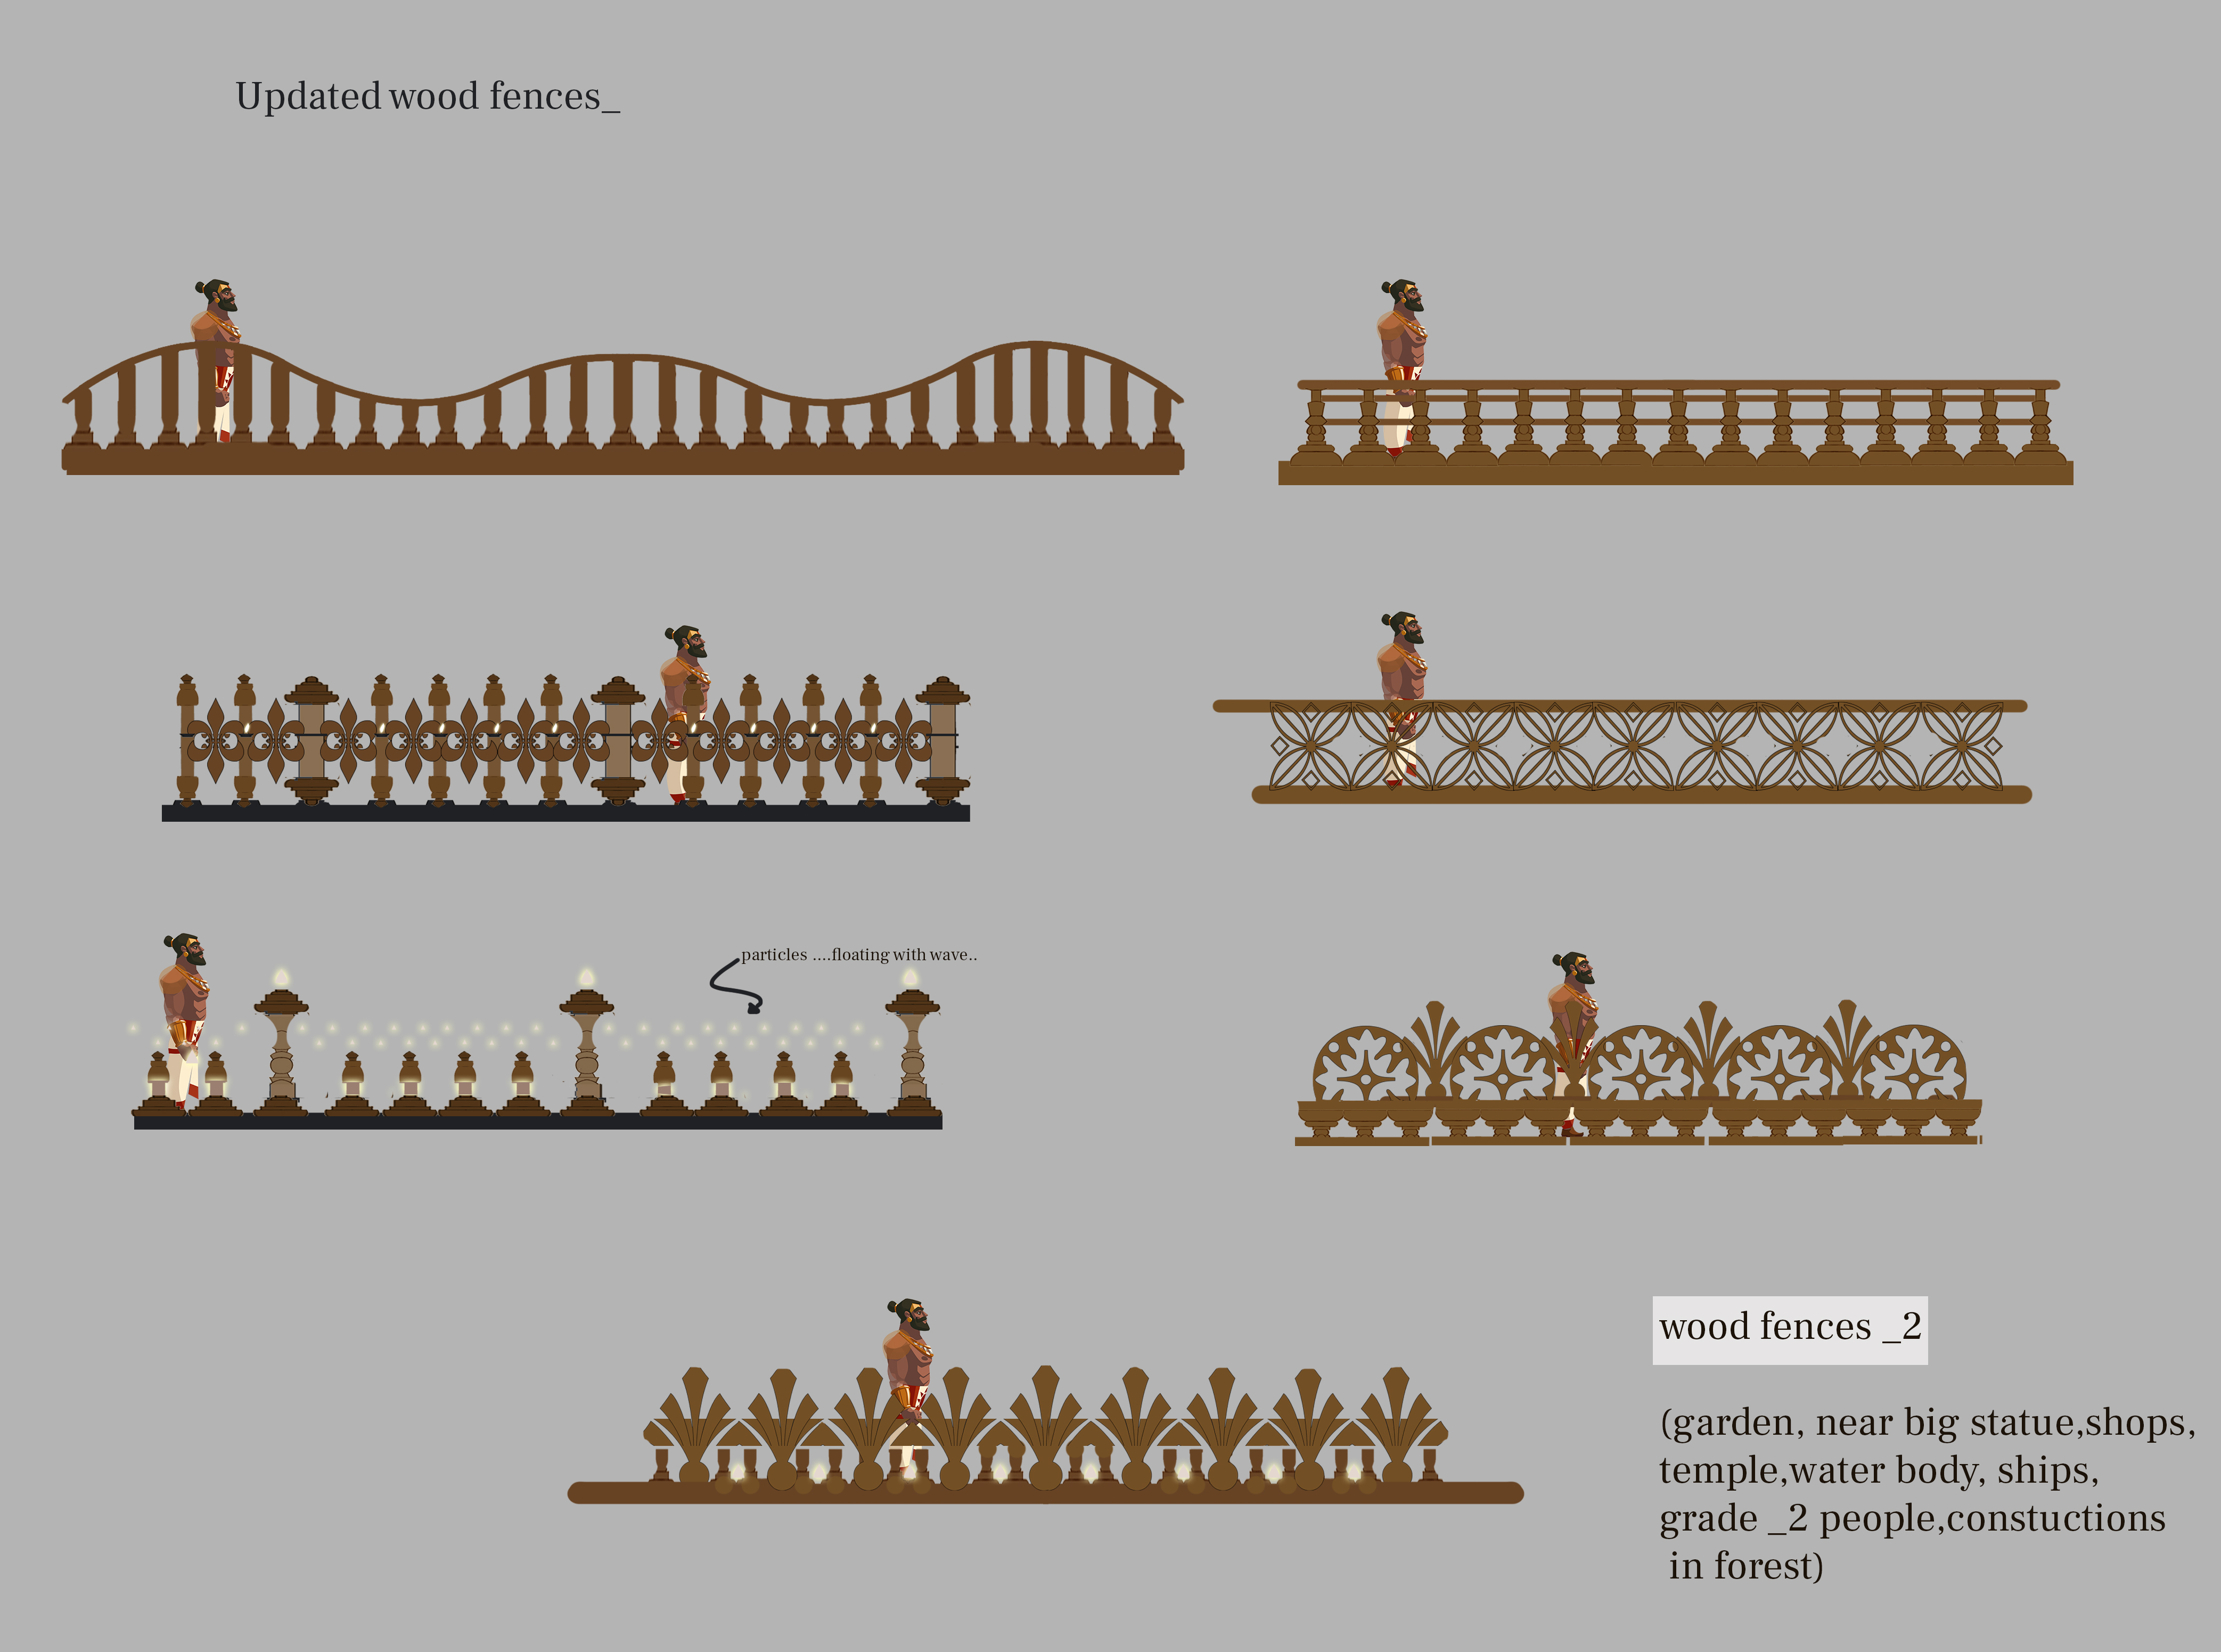 Updated wood fences_
particles ....floating with wave..
wood fences _2
(garden, near big statue,shops,
temple,water body, ships,
grade _2 people,constuctions
in forest)